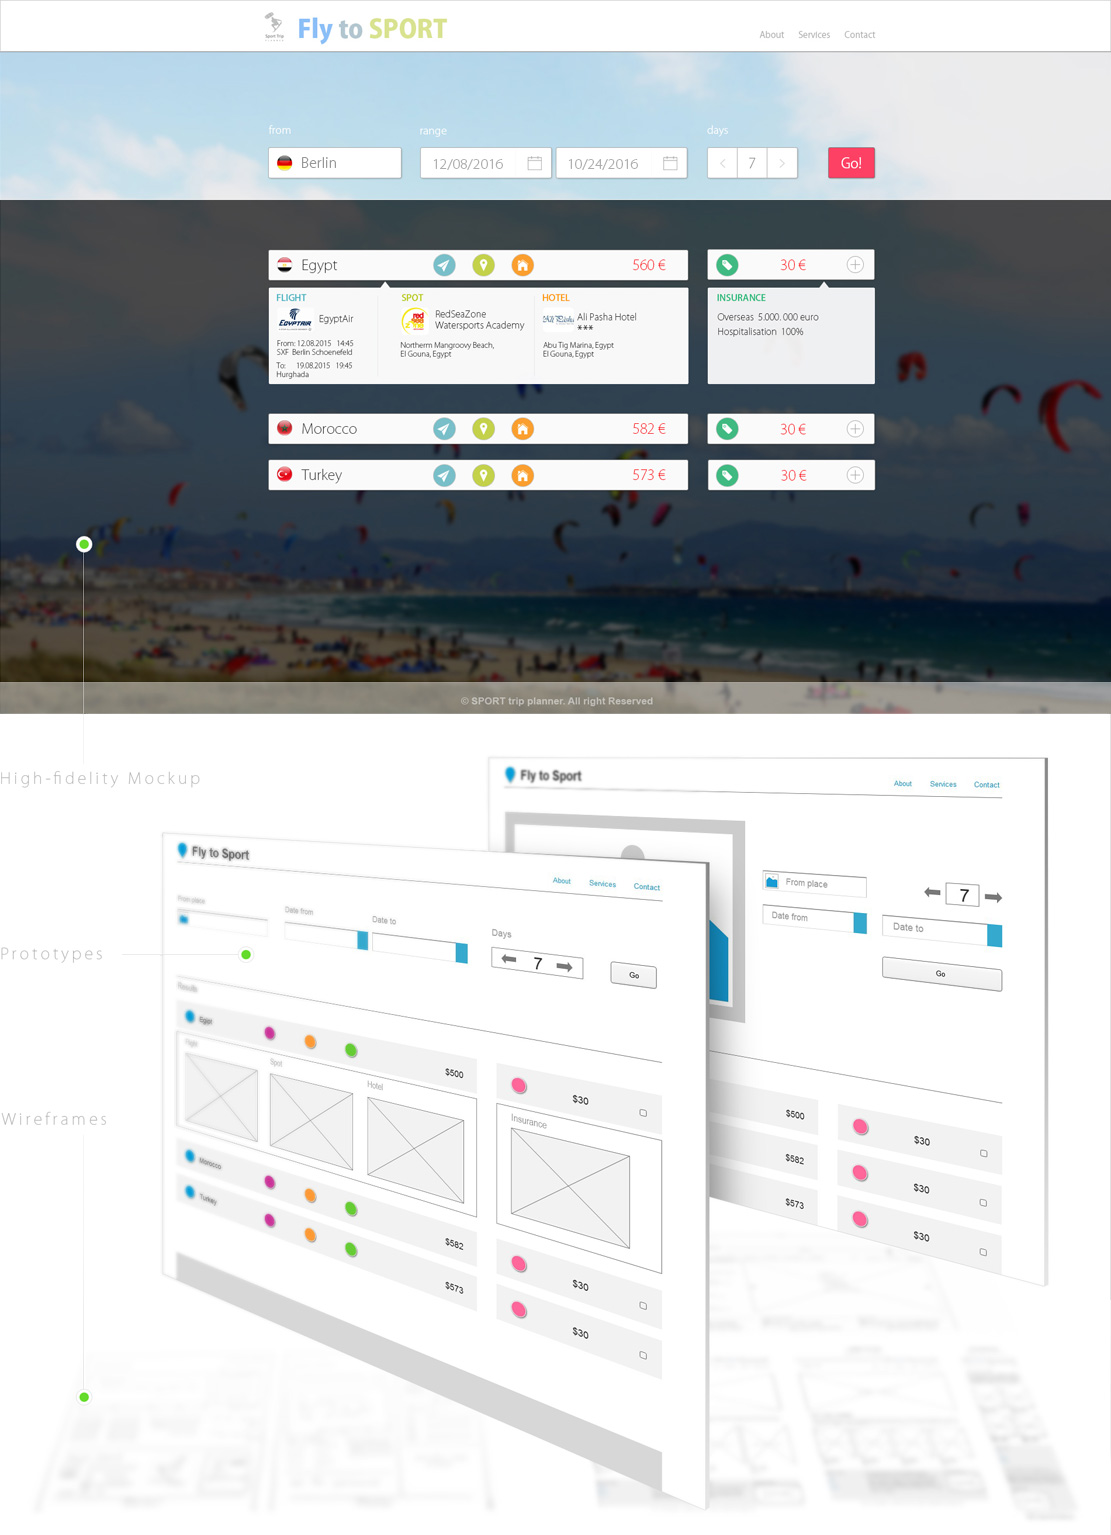 Sport Trip
Fly to SPORT
About Services Contact
from
range
days
Berlin
12/08/2016
10/24/2016
7
Go!
Egypt
560 €
30 €
FLIGHT
EGYPTAIR
EgyptAir
From: 12.08.2015 14:45
SXF Berlin Schoenefeld
To: 19.08.2015 19:45
Hurghada
SPOT
red
sea
zone
RedSeaZone
Watersports Academy
Northerm Mangroovy Beach,
El Gouna, Egypt
HOTEL
Ali Pasha
Ali Pasha Hotel
***
Abu Tig Marina, Egypt
El Gouna, Egypt
INSURANCE
Overseas 5.000.000 euro
Hospitalisation 100%
Morocco
582 €
30 €
Turkey
573 €
30 €
© SPORT trip planner. All right Reserved
High-fidelity Mockup
Prototypes
Wireframes
Fly to Sport
About Services Contact
From place
Date from
Date to
Days
7
Go
Results
Egypt
$500
$30
Flight
Spot
Hotel
Insurance
Morocco
$582
$30
Turkey
$573
$30
Fly to Sport
About Services Contact
From place
7
Date from
Date to
Go
$500
$30
$582
$30
$573
$30